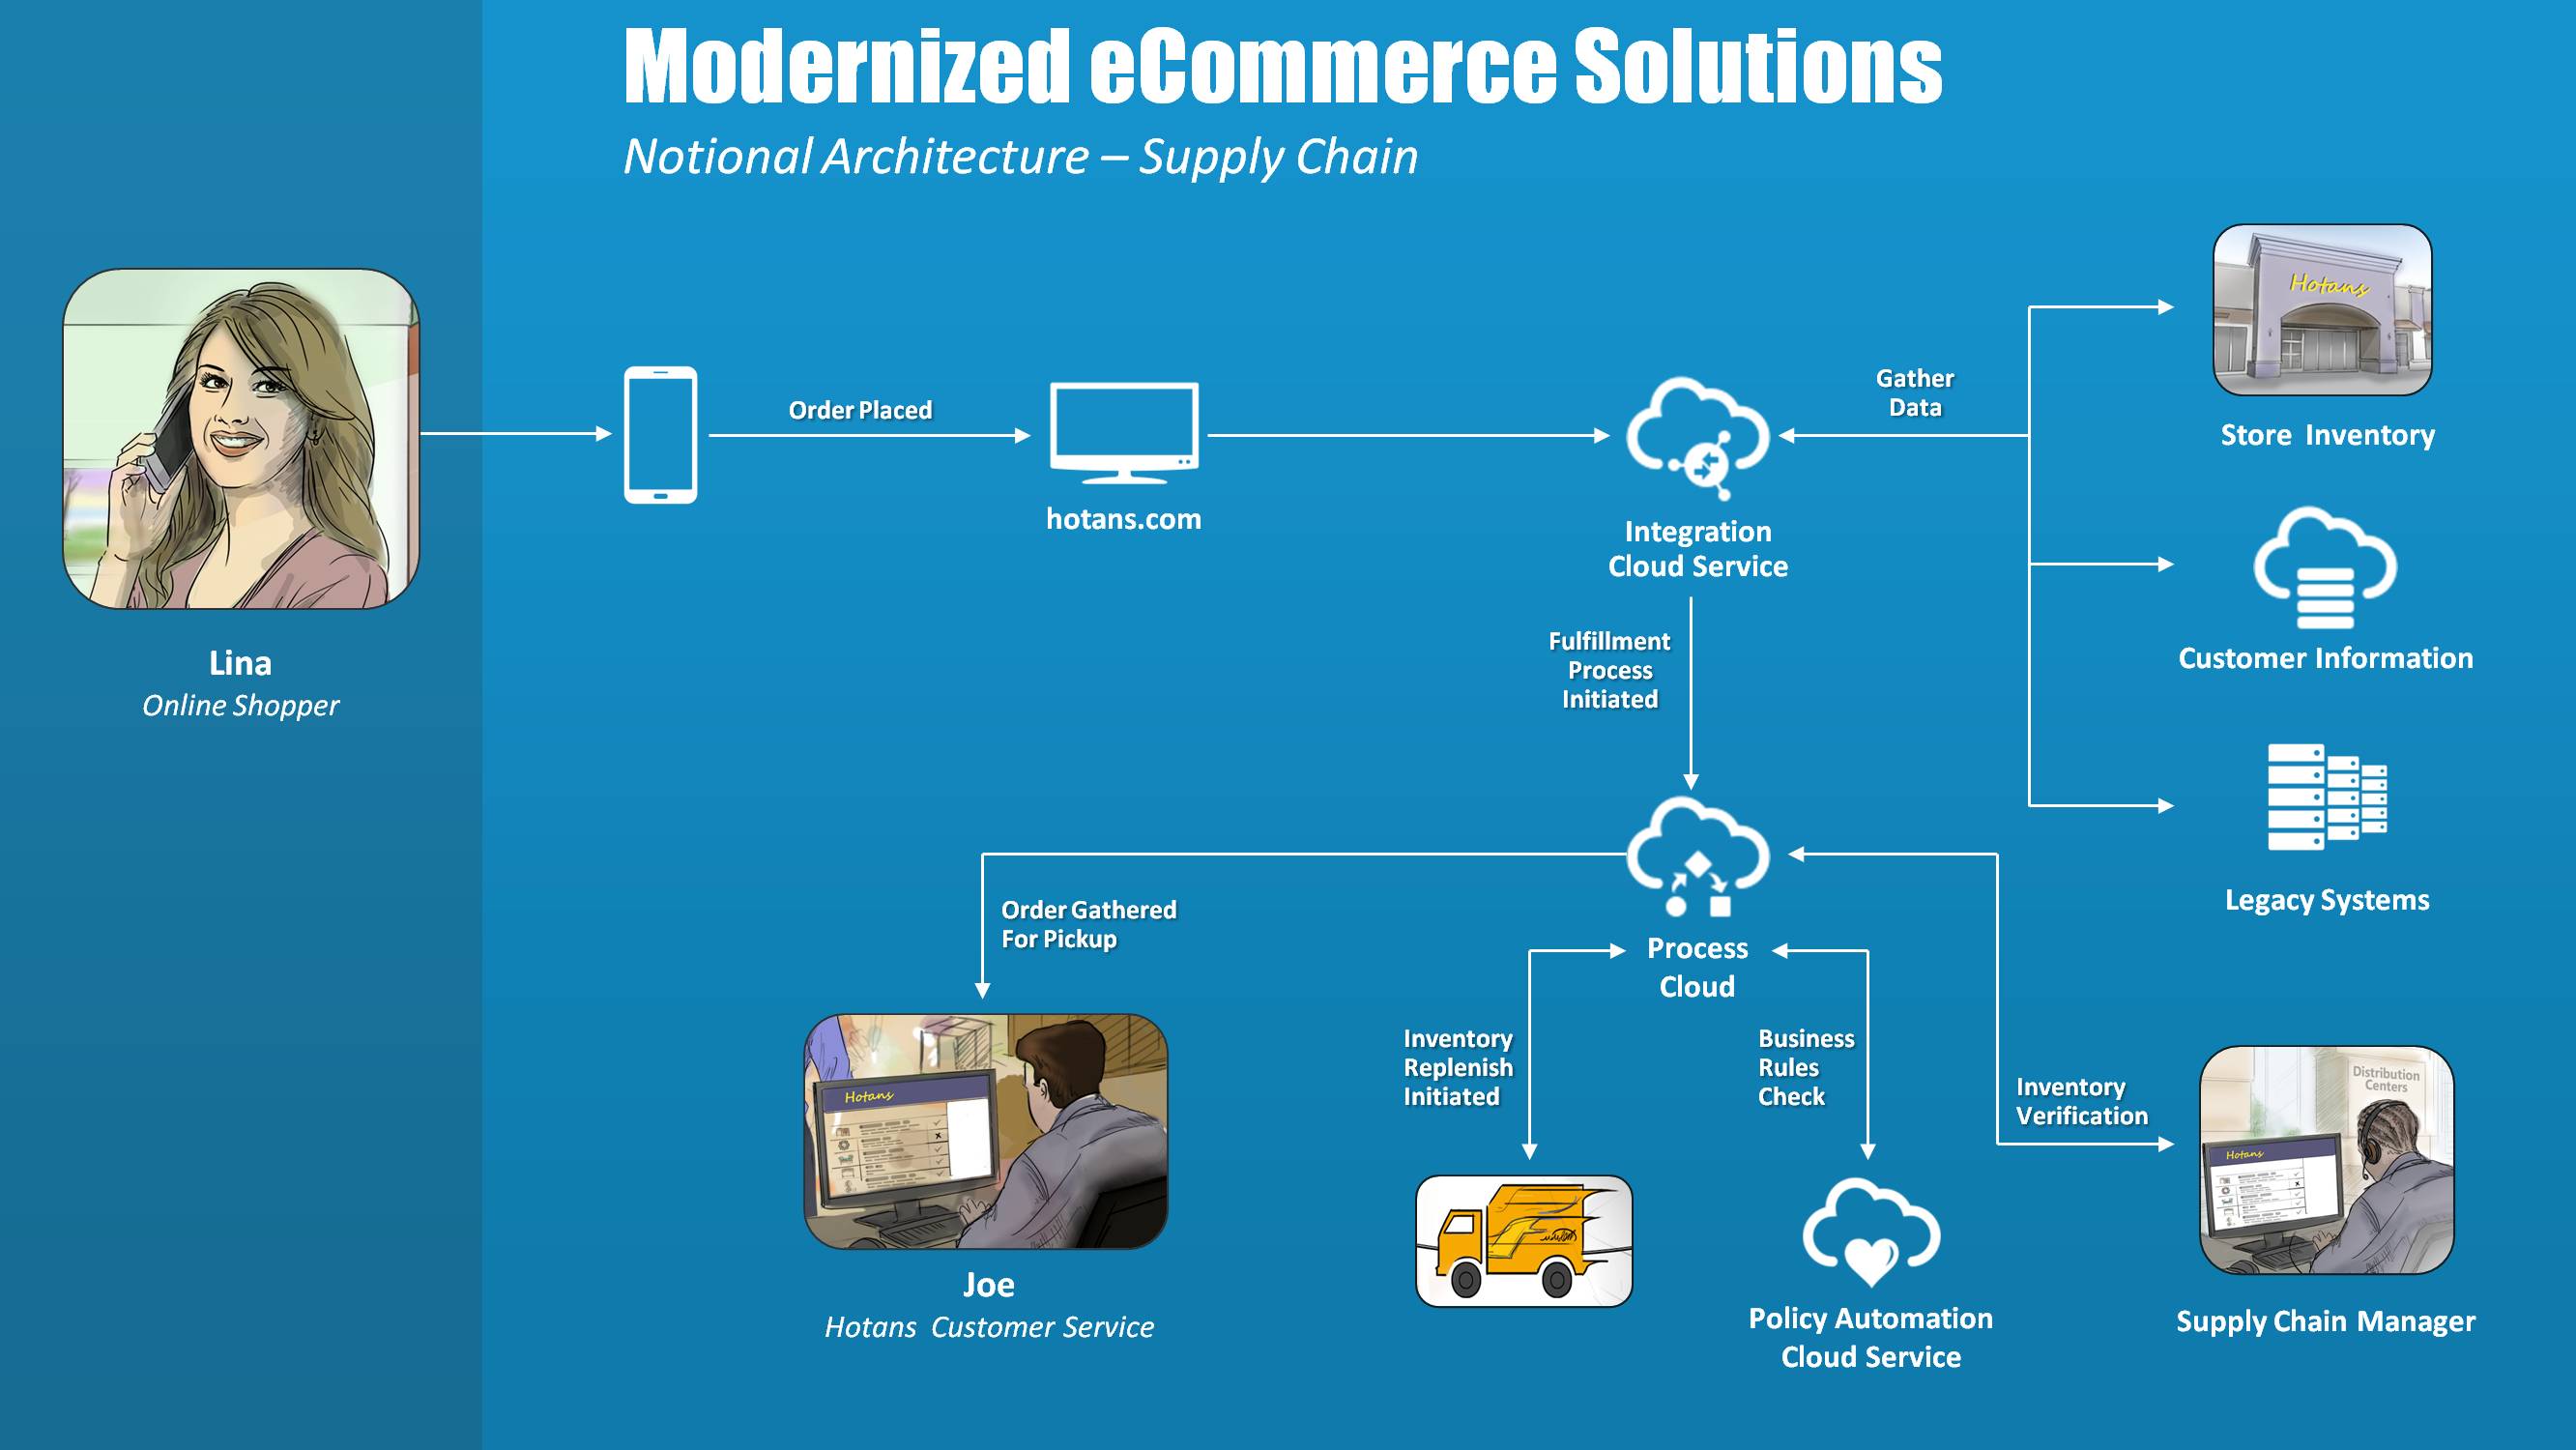 Modernized eCommerce Solutions
Notional Architecture – Supply Chain
Lina
Online Shopper
Order Placed
hotans.com
Integration
Cloud Service
Gather
Data
Hotans
Store Inventory
Customer Information
Legacy Systems
Fulfillment
Process
Initiated
Process
Cloud
Order Gathered
For Pickup
Hotans
Joe
Hotans Customer Service
Inventory
Replenish
Initiated
Business
Rules
Check
Policy Automation
Cloud Service
Inventory
Verification
Distribution
Centers
Hotans
Supply Chain Manager